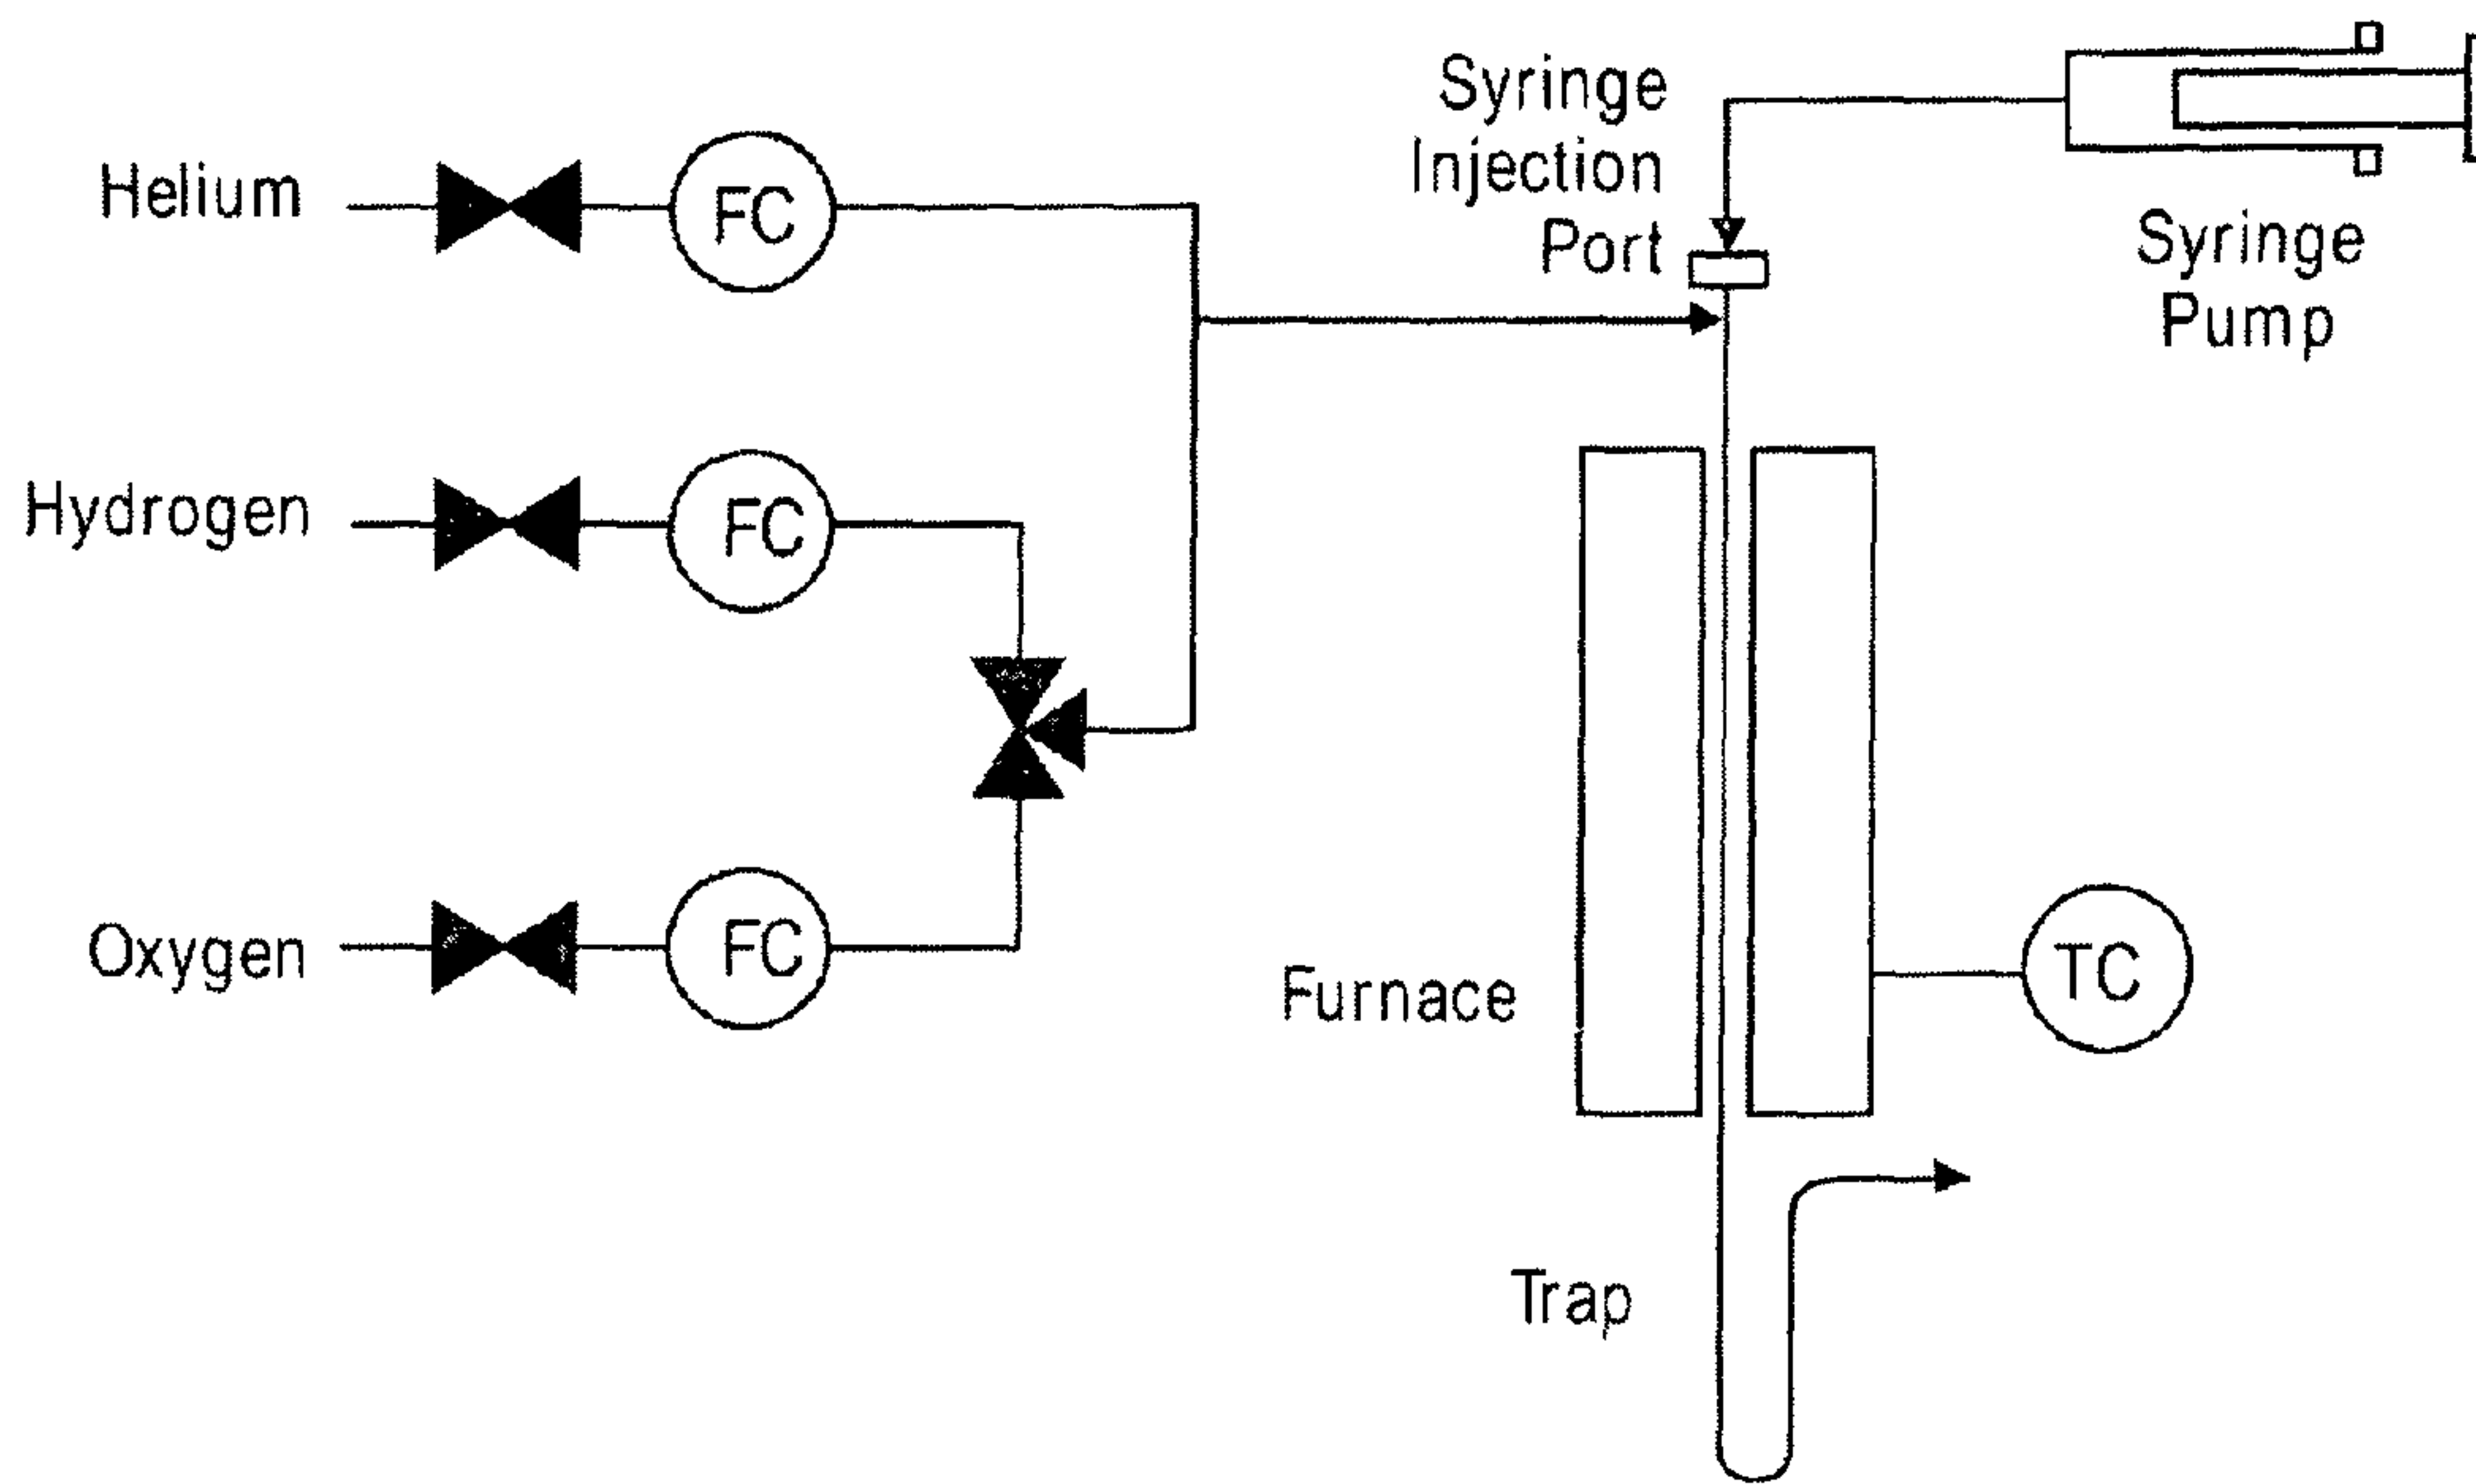 Helium
FC
Syringe
Injection
Port
Syringe
Pump
Hydrogen
FC
Oxygen
FC
Furnace
TC
Trap